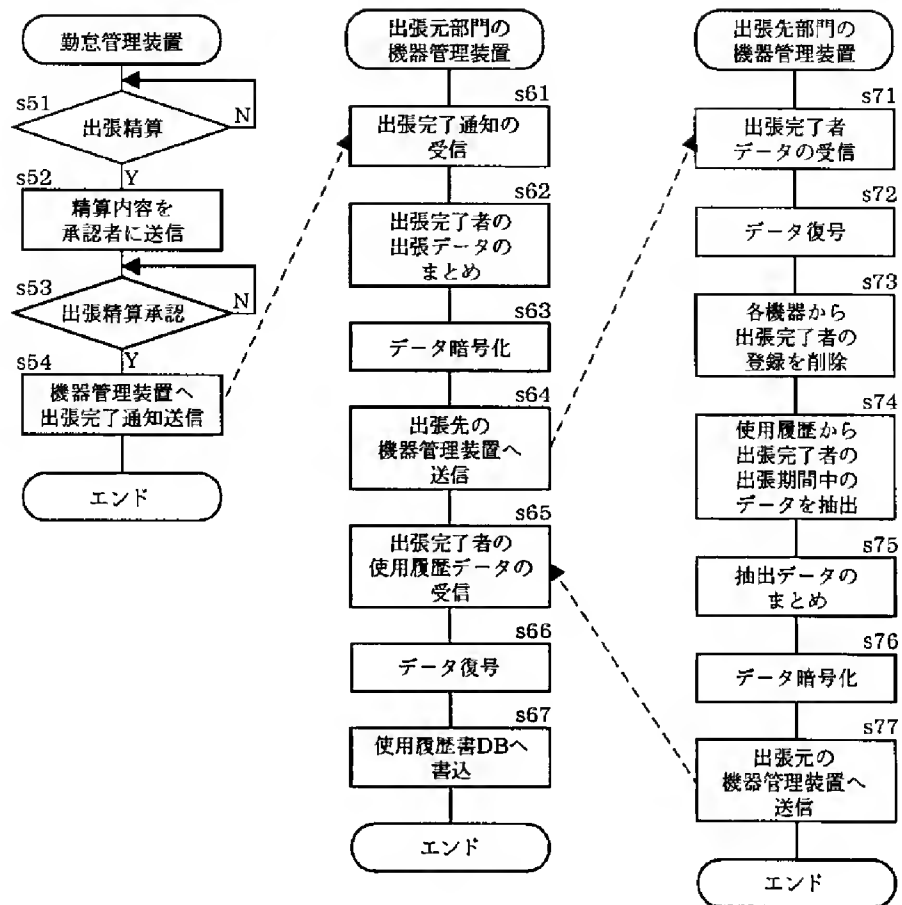 勤怠管理装置
s51
出張精算
N
Y
s52
精算内容を
承認者に送信
s53
出張精算承認
N
Y
s54
機器管理装置へ
出張完了通知送信
エンド
出張元部門の
機器管理装置
s61
出張完了通知の
受信
s62
出張完了者の
出張データの
まとめ
s63
データ暗号化
s64
出張先の
機器管理装置へ
送信
s65
出張完了者の
使用履歴データの
受信
s66
データ復号
s67
使用履歴書DBへ
書込
エンド
出張先部門の
機器管理装置
s71
出張完了者
データの受信
s72
データ復号
s73
各機器から
出張完了者の
登録を削除
s74
使用履歴から
出張完了者の
出張期間中の
データを抽出
s75
抽出データの
まとめ
s76
データ暗号化
s77
出張元の
機器管理装置へ
送信
エンド